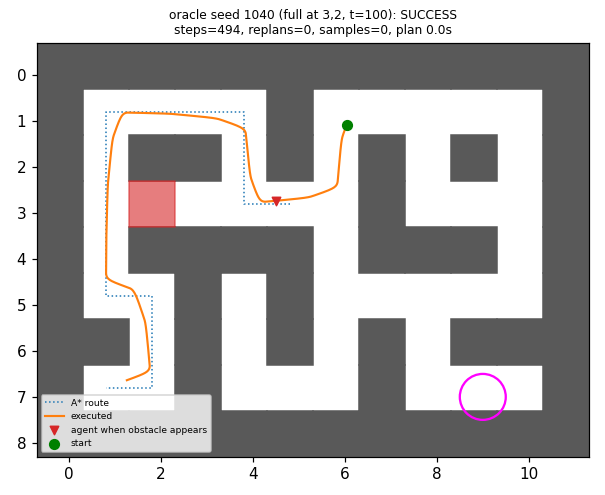 oracle seed 1040 (full at 3,2, t=100): SUCCESS
steps=494, replans=0, samples=0, plan 0.0s
0
1
2
3
4
5
6
7
8
A* route
executed
agent when obstacle appears
start
0 2 4 6 8 10